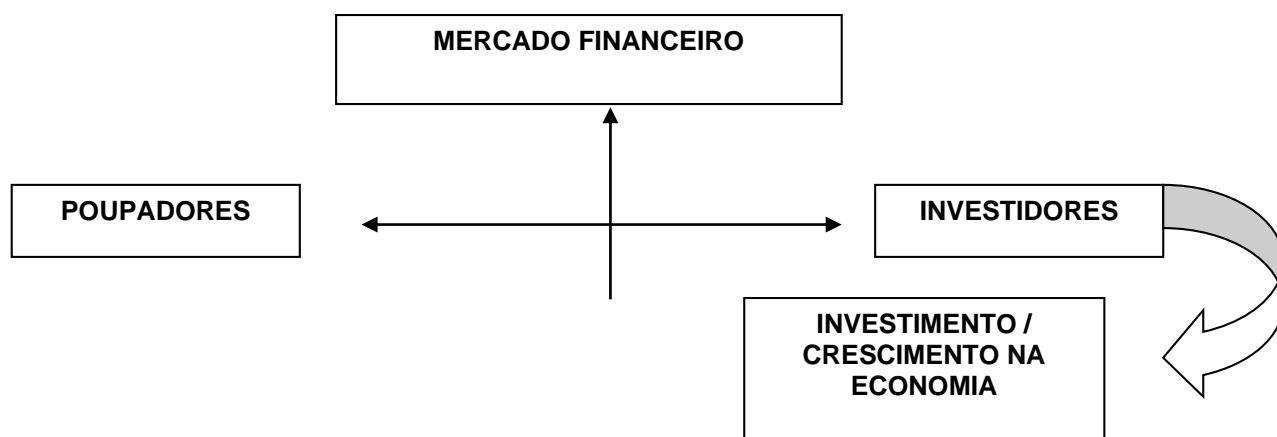 MERCADO FINANCEIRO
POUPADORES
INVESTIDORES
INVESTIMENTO /
CRESCIMENTO NA
ECONOMIA